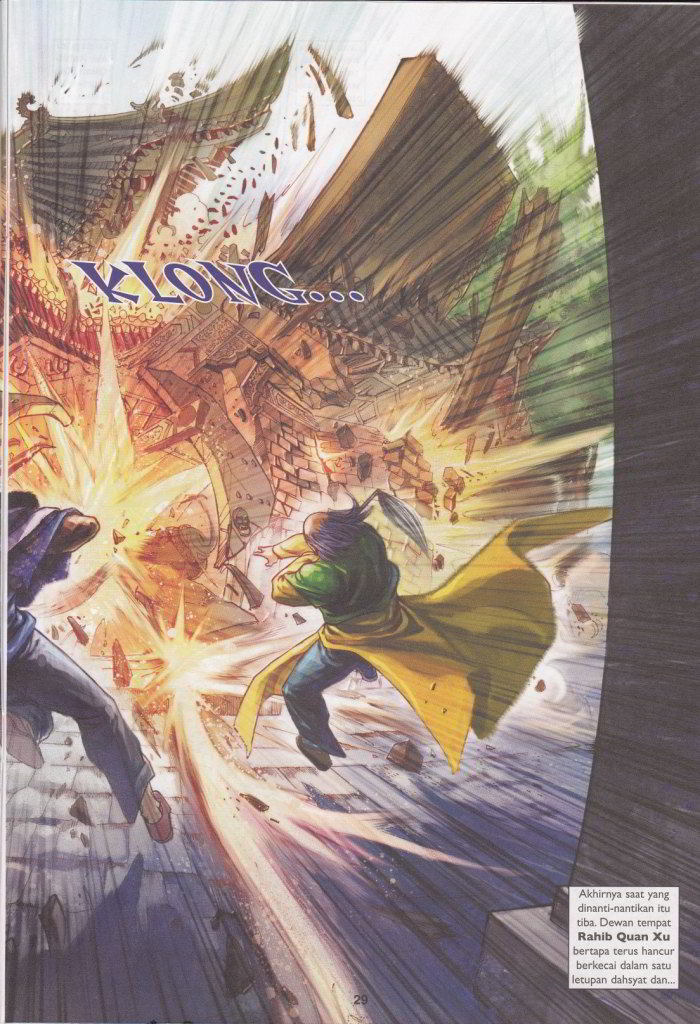 KLONG...
Akhirnya saat yang
dinanti-nantikan itu
tiba. Dewan tempat
Rahib Quan Xu
bertapa terus hancur
berkecai dalam satu
letupan dahsyat dan...
29